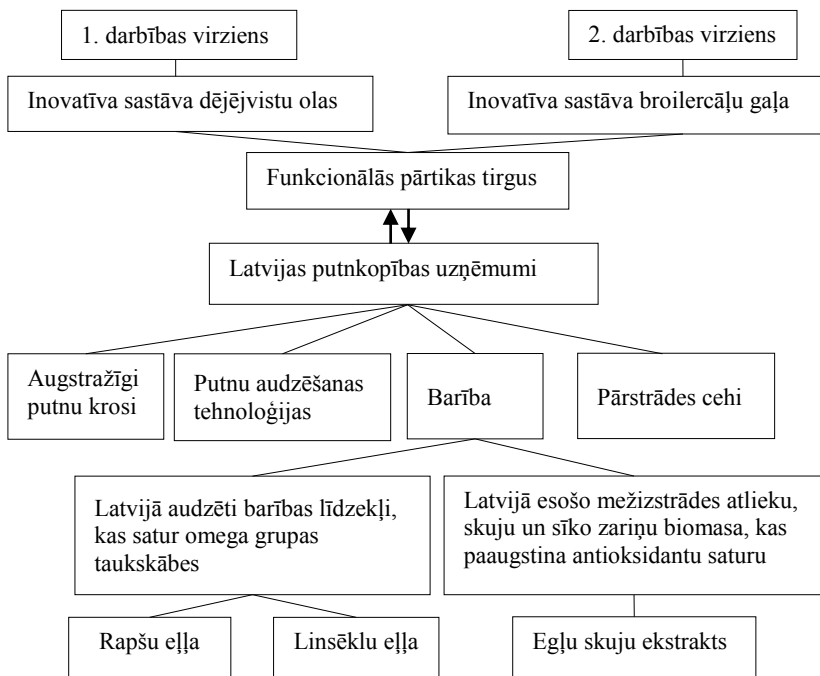 1. darbības virziens
2. darbības virziens
Inovatīva sastāva dējējvistu olas
Inovatīva sastāva broilercāļu gaļa
Funkcionālās pārtikas tirgus
Latvijas putnkopības uzņēmumi
Augstražīgi
putnu krosi
Putnu audzēšanas
tehnoloģijas
Barība
Pārstrādes cehi
Latvijā audzēti barības līdzekļi,
kas satur omega grupas
taukskābes
Latvijā esošo mežizstrādes atlieku,
skuju un sīko zariņu biomasa, kas
paaugstina antioksidantu saturu
Rapšu eļļa
Linsēklu eļļa
Egļu skuju ekstrakts